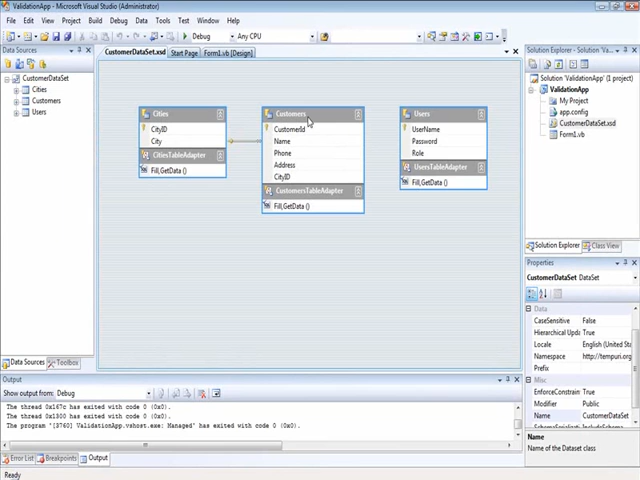 ValidationApp - Microsoft Visual Studio (Administrator)
File Edit View Project Build Debug Data Tools Test Window Help
Debug Any CPU
Data Sources
CustomerDataSet
Cities
Customers
Users
Data Sources Toolbox
CustomerDataSet.xsd Start Page Form1.vb [Design]
Cities
CityID
City
CitiesTableAdapter
Fill,GetData ()
Customers
CustomerId
Name
Phone
Address
CityID
CustomersTableAdapter
Fill,GetData ()
Users
UserName
Password
Role
UsersTableAdapter
Fill,GetData ()
Solution Explorer - Solution 'V...
Solution 'ValidationApp' (1
ValidationApp
My Project
app.config
CustomerDataSet.xsd
Form1.vb
Solution Explorer Class View
Properties
CustomerDataSet DataSet
Data
CaseSensitive False
Hierarchical Upda True
Locale English (United
Namespace http://tempuri.org
Prefix
Misc
EnforceConstrain True
Modifier Public
Name CustomerDataSet
Name
Name of the Dataset class
Output
Show output from: Debug
The thread 0x167c has exited with code 0 (0x0).
The thread 0x1300 has exited with code 0 (0x0).
The program '[3760] ValidationApp.vshost.exe: Managed' has exited with code 0 (0x0).
Error List Breakpoints Output
Ready